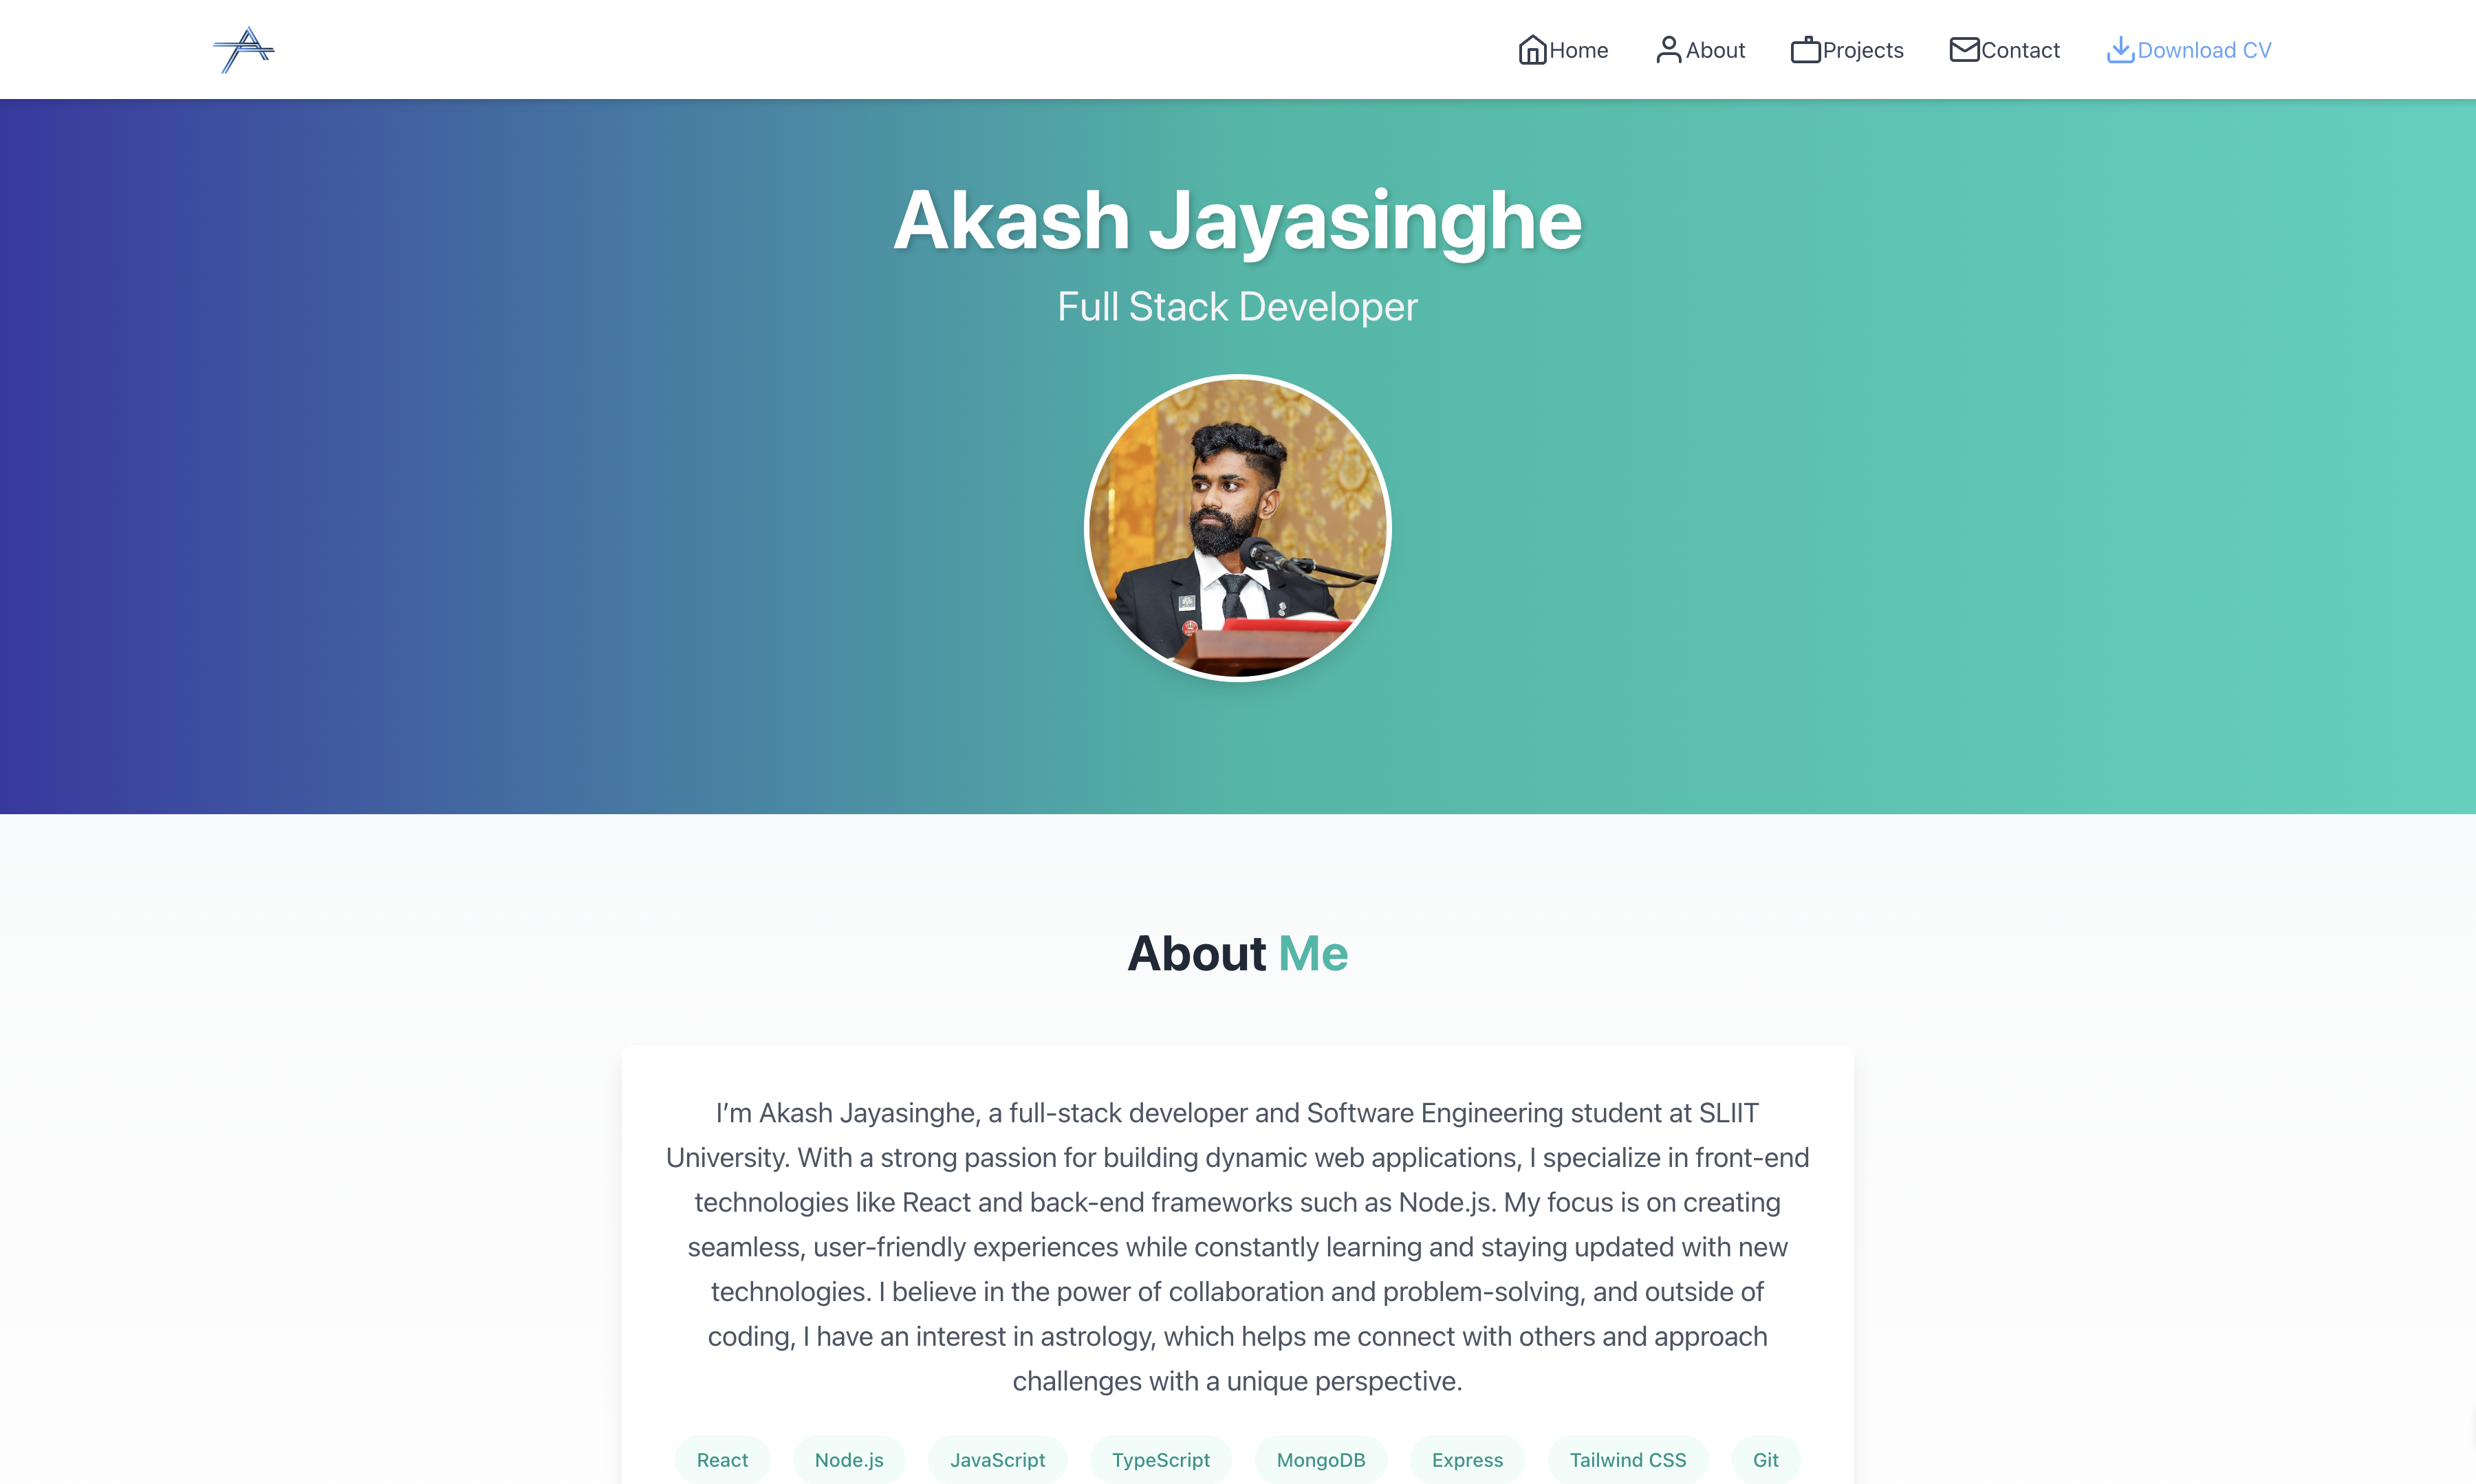 Home About Projects Contact Download CV
Akash Jayasinghe
Full Stack Developer
About Me
I’m Akash Jayasinghe, a full-stack developer and Software Engineering student at SLIIT
University. With a strong passion for building dynamic web applications, I specialize in front-end
technologies like React and back-end frameworks such as Node.js. My focus is on creating
seamless, user-friendly experiences while constantly learning and staying updated with new
technologies. I believe in the power of collaboration and problem-solving, and outside of
coding, I have an interest in astrology, which helps me connect with others and approach
challenges with a unique perspective.
React Node.js JavaScript TypeScript MongoDB Express Tailwind CSS Git